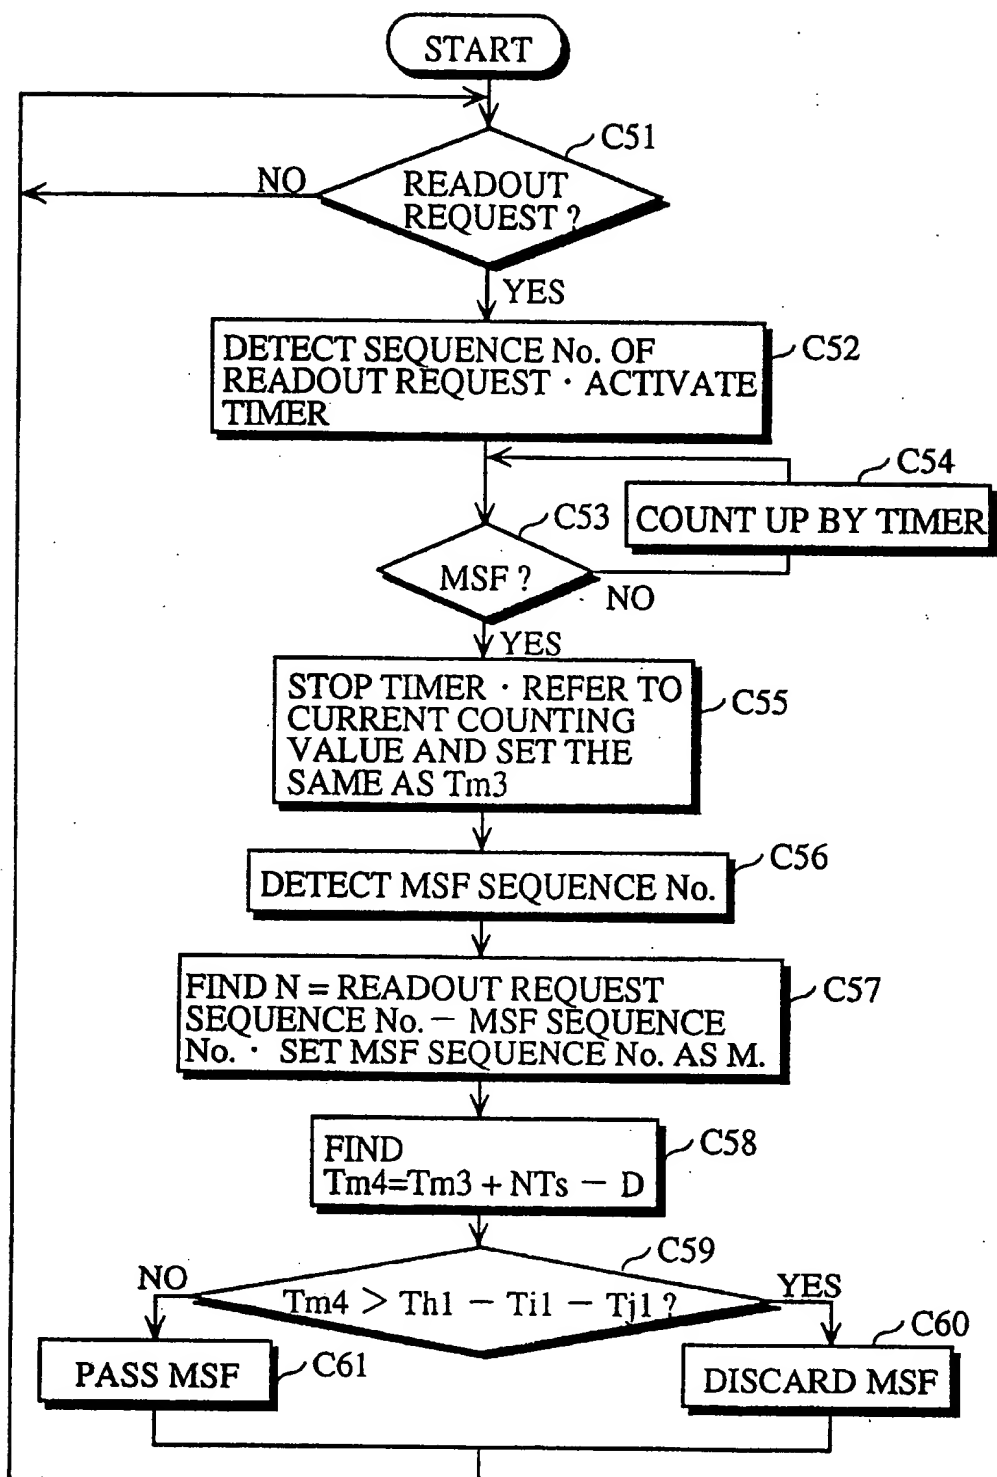 START
C51
NO
READOUT
REQUEST ?
YES
C52
DETECT SEQUENCE No. OF
READOUT REQUEST · ACTIVATE
TIMER
C54
COUNT UP BY TIMER
C53
MSF ?
NO
YES
C55
STOP TIMER · REFER TO
CURRENT COUNTING
VALUE AND SET THE
SAME AS Tm3
C56
DETECT MSF SEQUENCE No.
C57
FIND N = READOUT REQUEST
SEQUENCE No. − MSF SEQUENCE
No. · SET MSF SEQUENCE No. AS M.
C58
FIND
Tm4=Tm3 + NTs − D
C59
NO
Tm4 > Th1 − Ti1 − Tj1 ?
YES
C60
PASS MSF
C61
DISCARD MSF